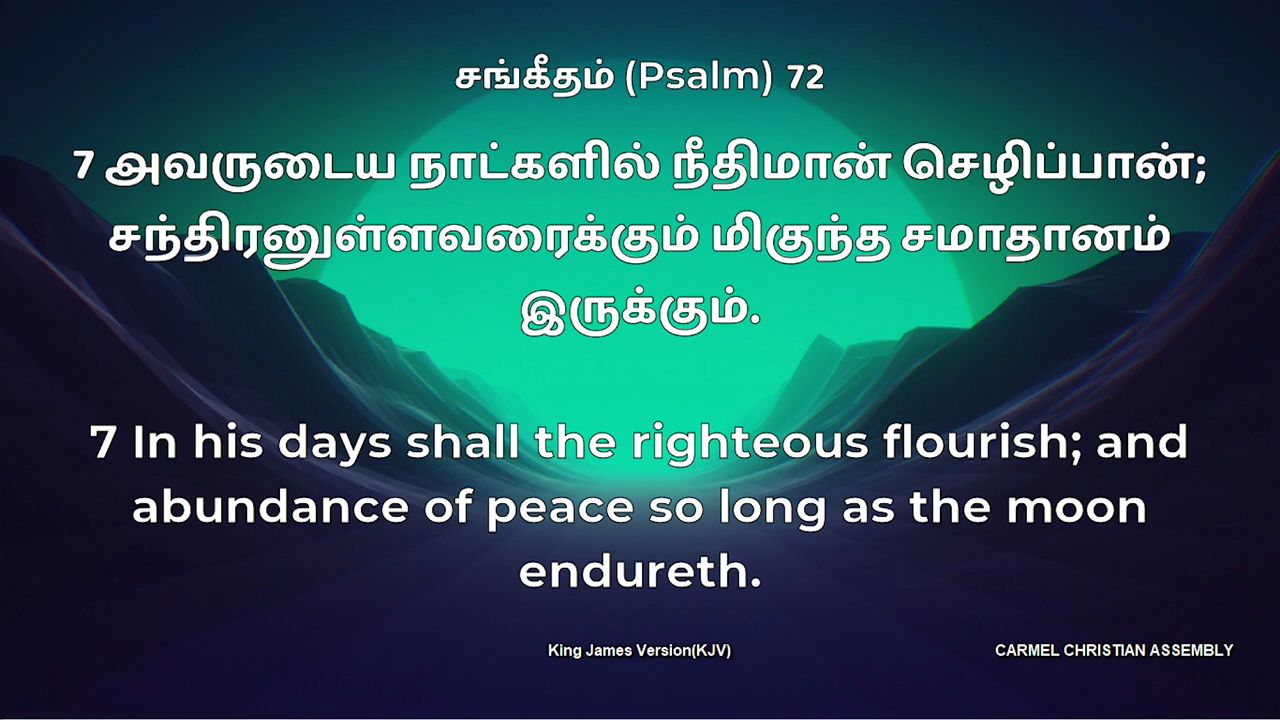 சங்கீதம் (Psalm) 72
7 அவருடைய நாட்களில் நீதிமான் செழிப்பான்;
சந்திரனுள்ளவரைக்கும் மிகுந்த சமாதானம்
இருக்கும்.
7 In his days shall the righteous flourish; and
abundance of peace so long as the moon
endureth.
King James Version(KJV)
CARMEL CHRISTIAN ASSEMBLY